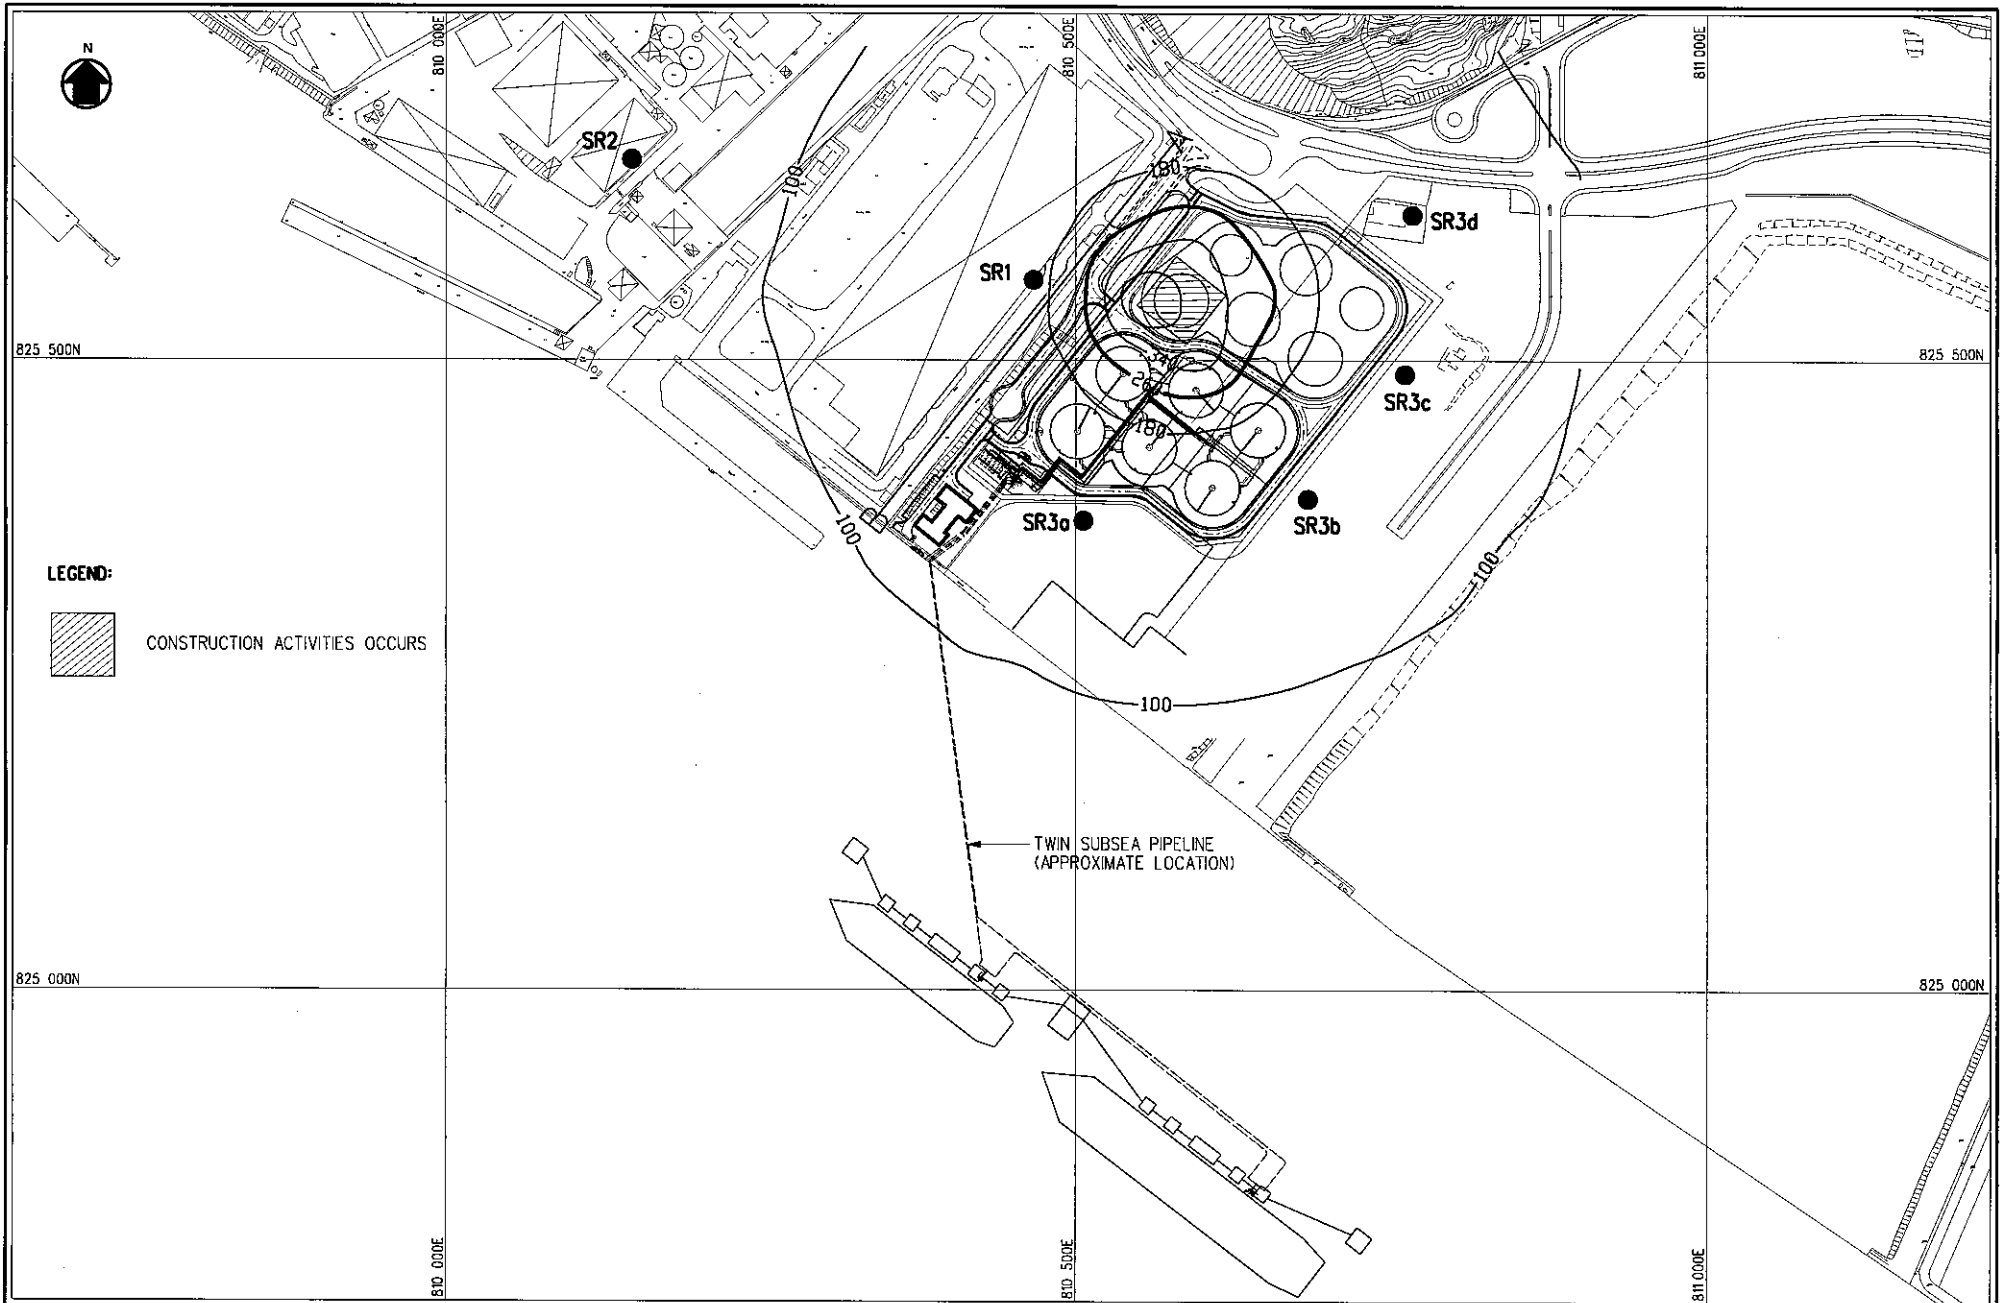 N
810 000E
810 500E
811 000E
SR2
100
180
SR3d
SR1
825 500N
825 500N
340
SR3c
260
180
SR3a
SR3b
100
100
LEGEND:
CONSTRUCTION ACTIVITIES OCCURS
100
TWIN SUBSEA PIPELINE
(APPROXIMATE LOCATION)
825 000N
825 000N
810 000E
810 500E
811 000E